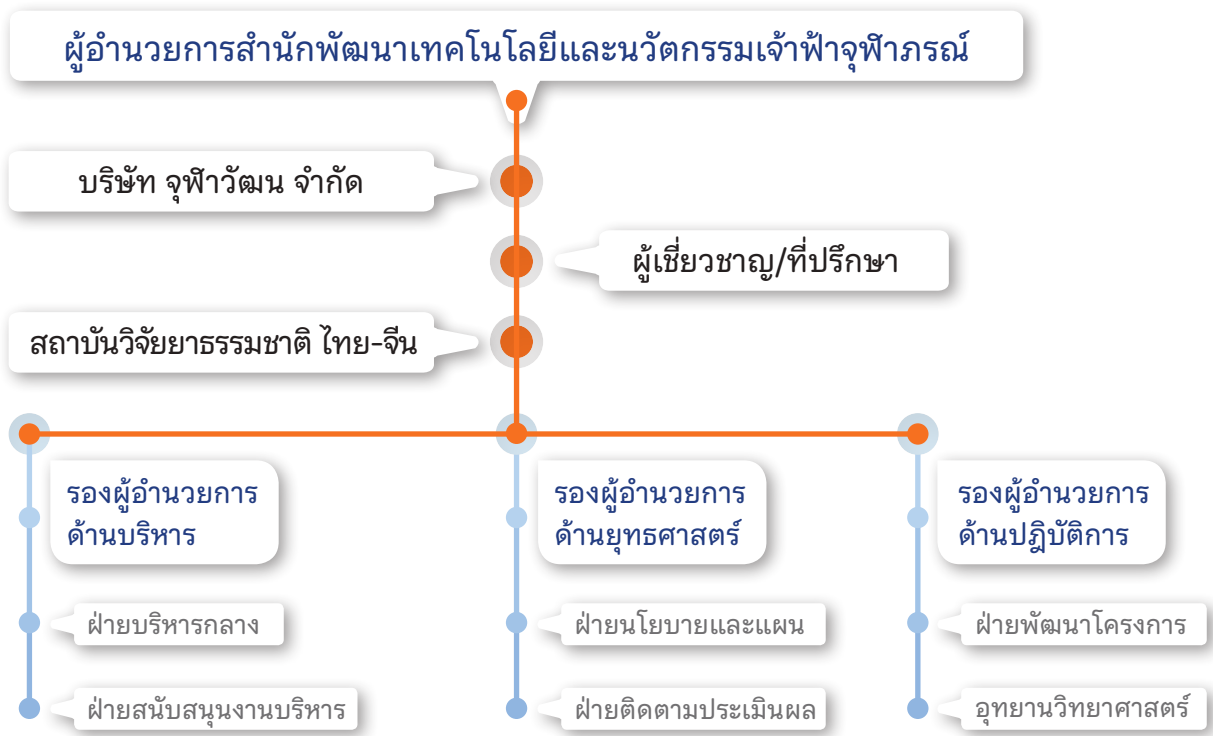 ผู้อำนวยการสำนักพัฒนาเทคโนโลยีและนวัตกรรมเจ้าฟ้าจุฬาภรณ์
บริษัท จุฬาวัฒน จำกัด
ผู้เชี่ยวชาญ/ที่ปรึกษา
สถาบันวิจัยยาธรรมชาติ ไทย-จีน
รองผู้อำนวยการ
ด้านบริหาร
ฝ่ายบริหารกลาง
ฝ่ายสนับสนุนงานบริหาร
รองผู้อำนวยการ
ด้านยุทธศาสตร์
ฝ่ายนโยบายและแผน
ฝ่ายติดตามประเมินผล
รองผู้อำนวยการ
ด้านปฎิบัติการ
ฝ่ายพัฒนาโครงการ
อุทยานวิทยาศาสตร์